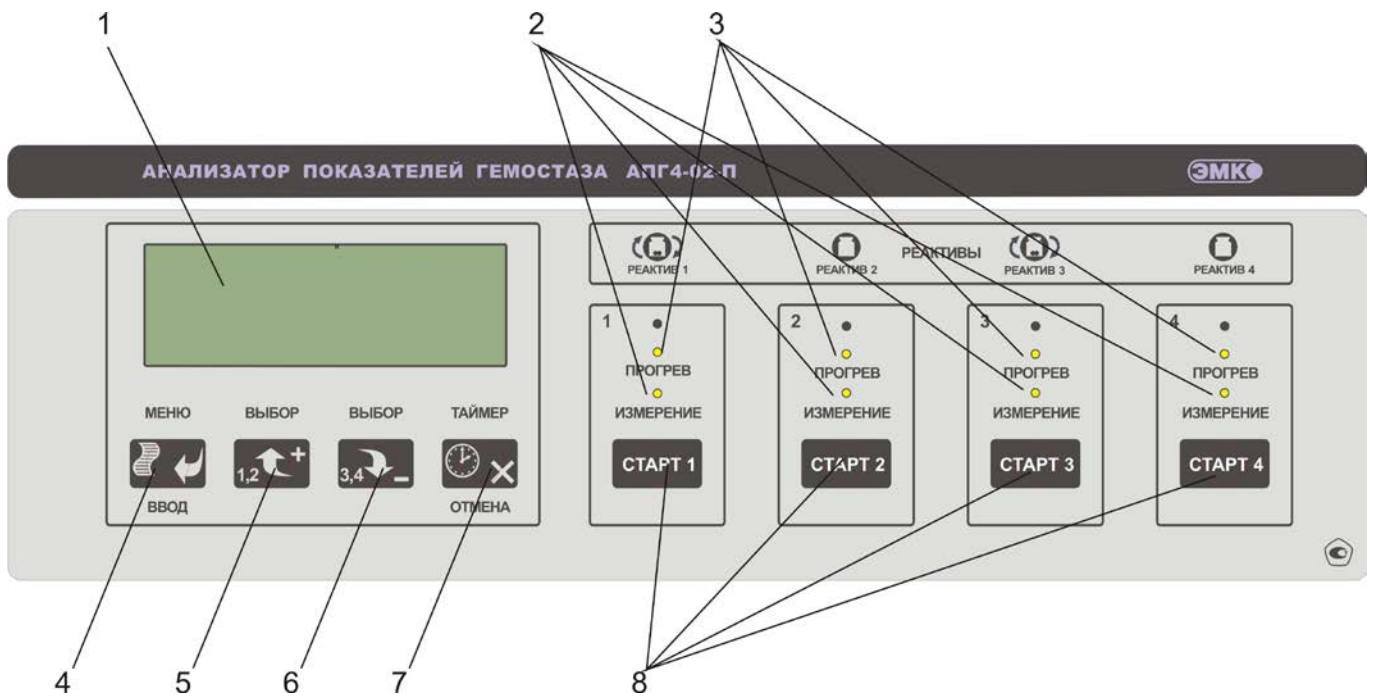 1 2 3
АНАЛИЗАТОР ПОКАЗАТЕЛЕЙ ГЕМОСТАЗА АПГ4-02-П ЭМКО
РЕАКТИВЫ
РЕАКТИВ 1 РЕАКТИВ 2 РЕАКТИВ 3 РЕАКТИВ 4
1 2 3 4
ПРОГРЕВ ПРОГРЕВ ПРОГРЕВ ПРОГРЕВ
МЕНЮ ВЫБОР ВЫБОР ТАЙМЕР ИЗМЕРЕНИЕ ИЗМЕРЕНИЕ ИЗМЕРЕНИЕ ИЗМЕРЕНИЕ
1,2 + 3,4 – СТАРТ 1 СТАРТ 2 СТАРТ 3 СТАРТ 4
ВВОД ОТМЕНА
4 5 6 7 8